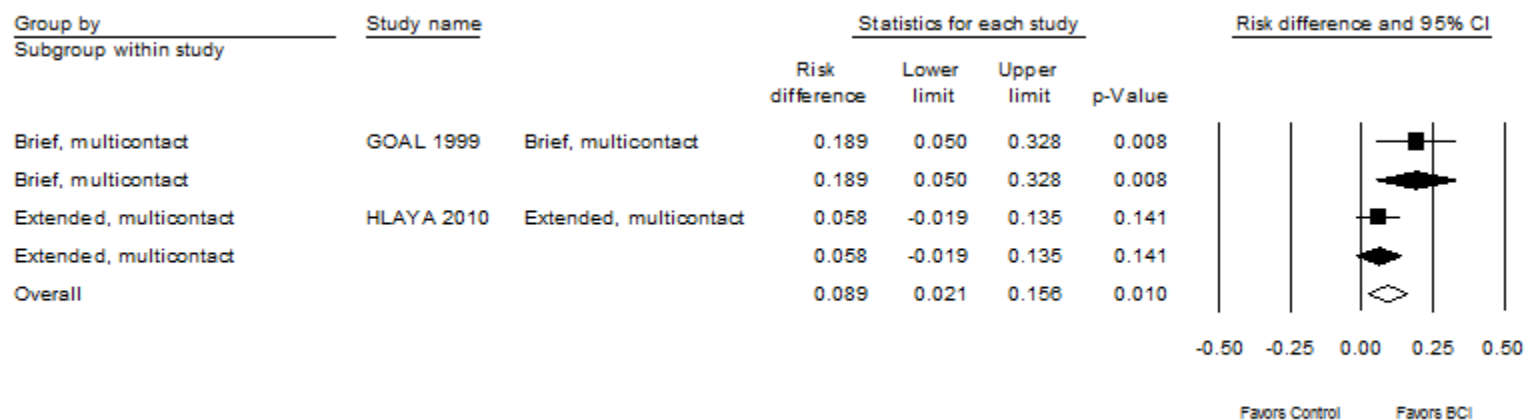 Group by Study name Statistics for each study Risk difference and 95% CI
Subgroup within study
Risk Lower Upper
difference limit limit p-Value
Brief, multicontact GOAL 1999 Brief, multicontact 0.189 0.050 0.328 0.008
Brief, multicontact 0.189 0.050 0.328 0.008
Extended, multicontact HLAYA 2010 Extended, multicontact 0.058 -0.019 0.135 0.141
Extended, multicontact 0.058 -0.019 0.135 0.141
Overall 0.089 0.021 0.156 0.010
-0.50 -0.25 0.00 0.25 0.50
Favors Control Favors BCI